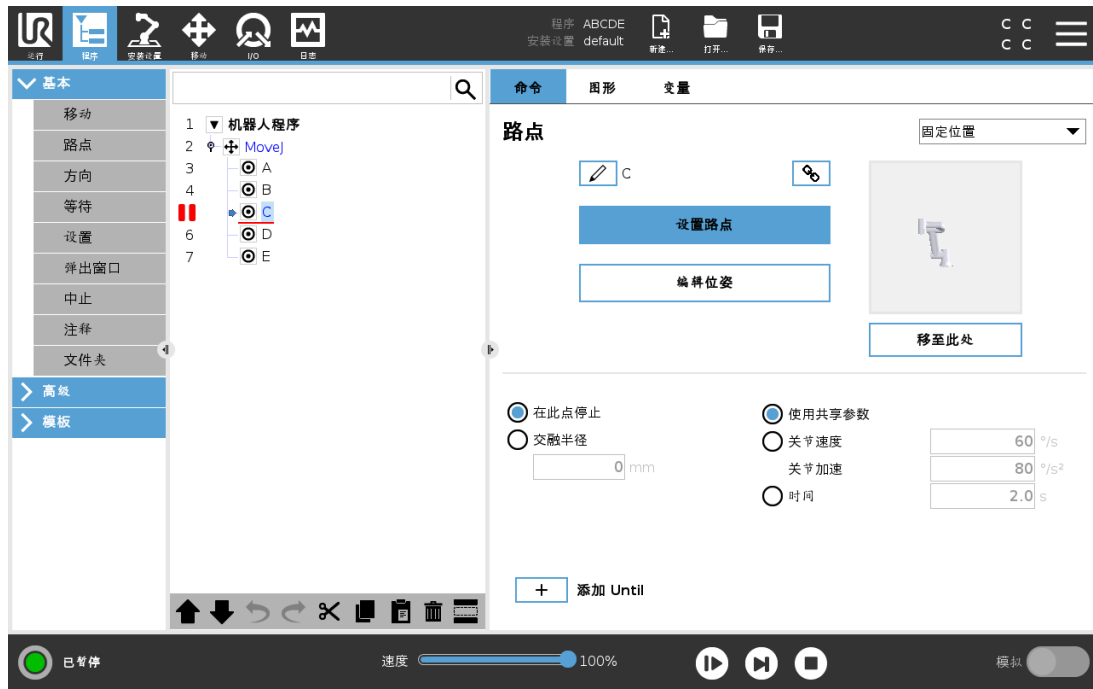 UR
运行 程序 安装设置 移动 I/O 日志
程序 ABCDE
安装设置 default
新建... 打开... 保存...
C C
C C
基本
移动
路点
方向
等待
设置
弹出窗口
中止
注释
文件夹
高级
模板
1 机器人程序
2 MoveJ
3 A
4 B
C
6 D
7 E
命令 图形 变量
路点
固定位置
C
设置路点
编辑位姿
移至此处
在此点停止
交融半径
0 mm
使用共享参数
关节速度 60 °/s
关节加速 80 °/s²
时间 2.0 s
+ 添加 Until
已暂停
速度 100%
模拟